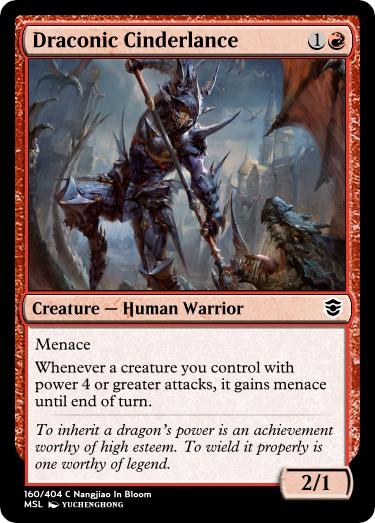 Draconic Cinderlance 1
Creature — Human Warrior
Menace
Whenever a creature you control with
power 4 or greater attacks, it gains menace
until end of turn.
To inherit a dragon's power is an achievement
worthy of high esteem. To wield it properly is
one worthy of legend.
2/1
160/404 C Nangjiao In Bloom
MSL YUCHENGHONG